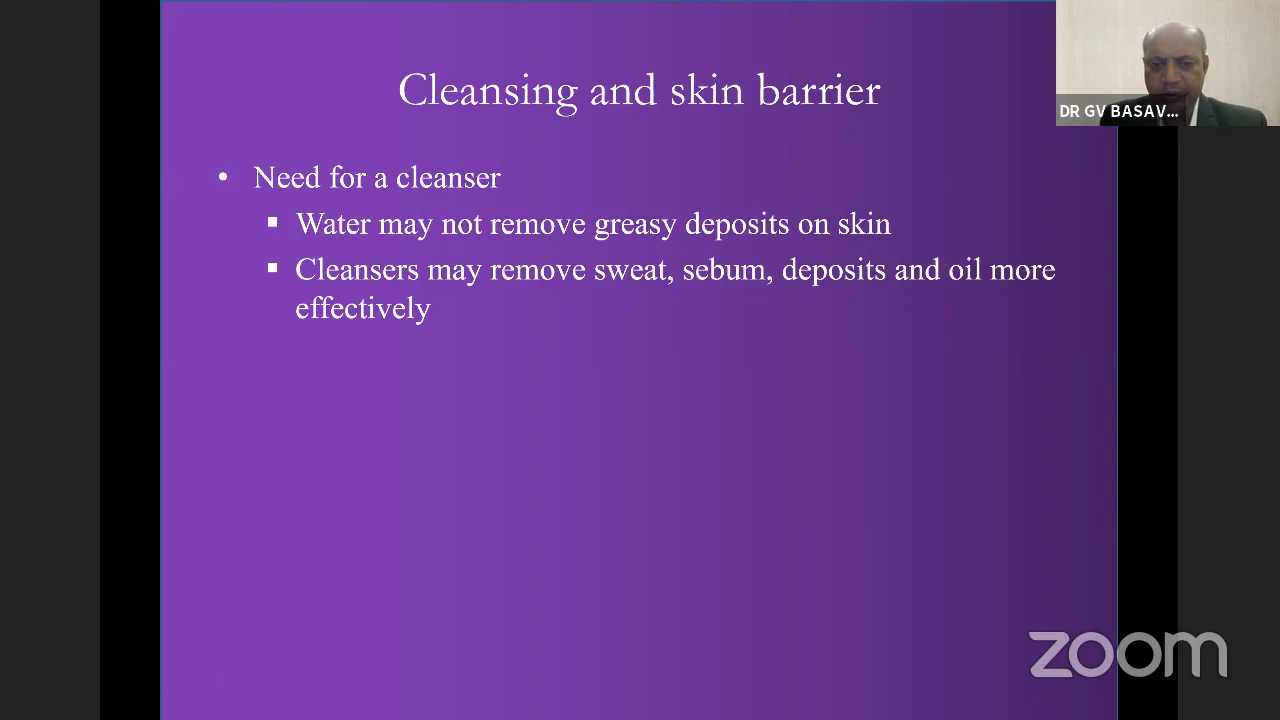 Cleansing and skin barrier
DR GV BASAV...
• Need for a cleanser
▪ Water may not remove greasy deposits on skin
▪ Cleansers may remove sweat, sebum, deposits and oil more
effectively
zoom